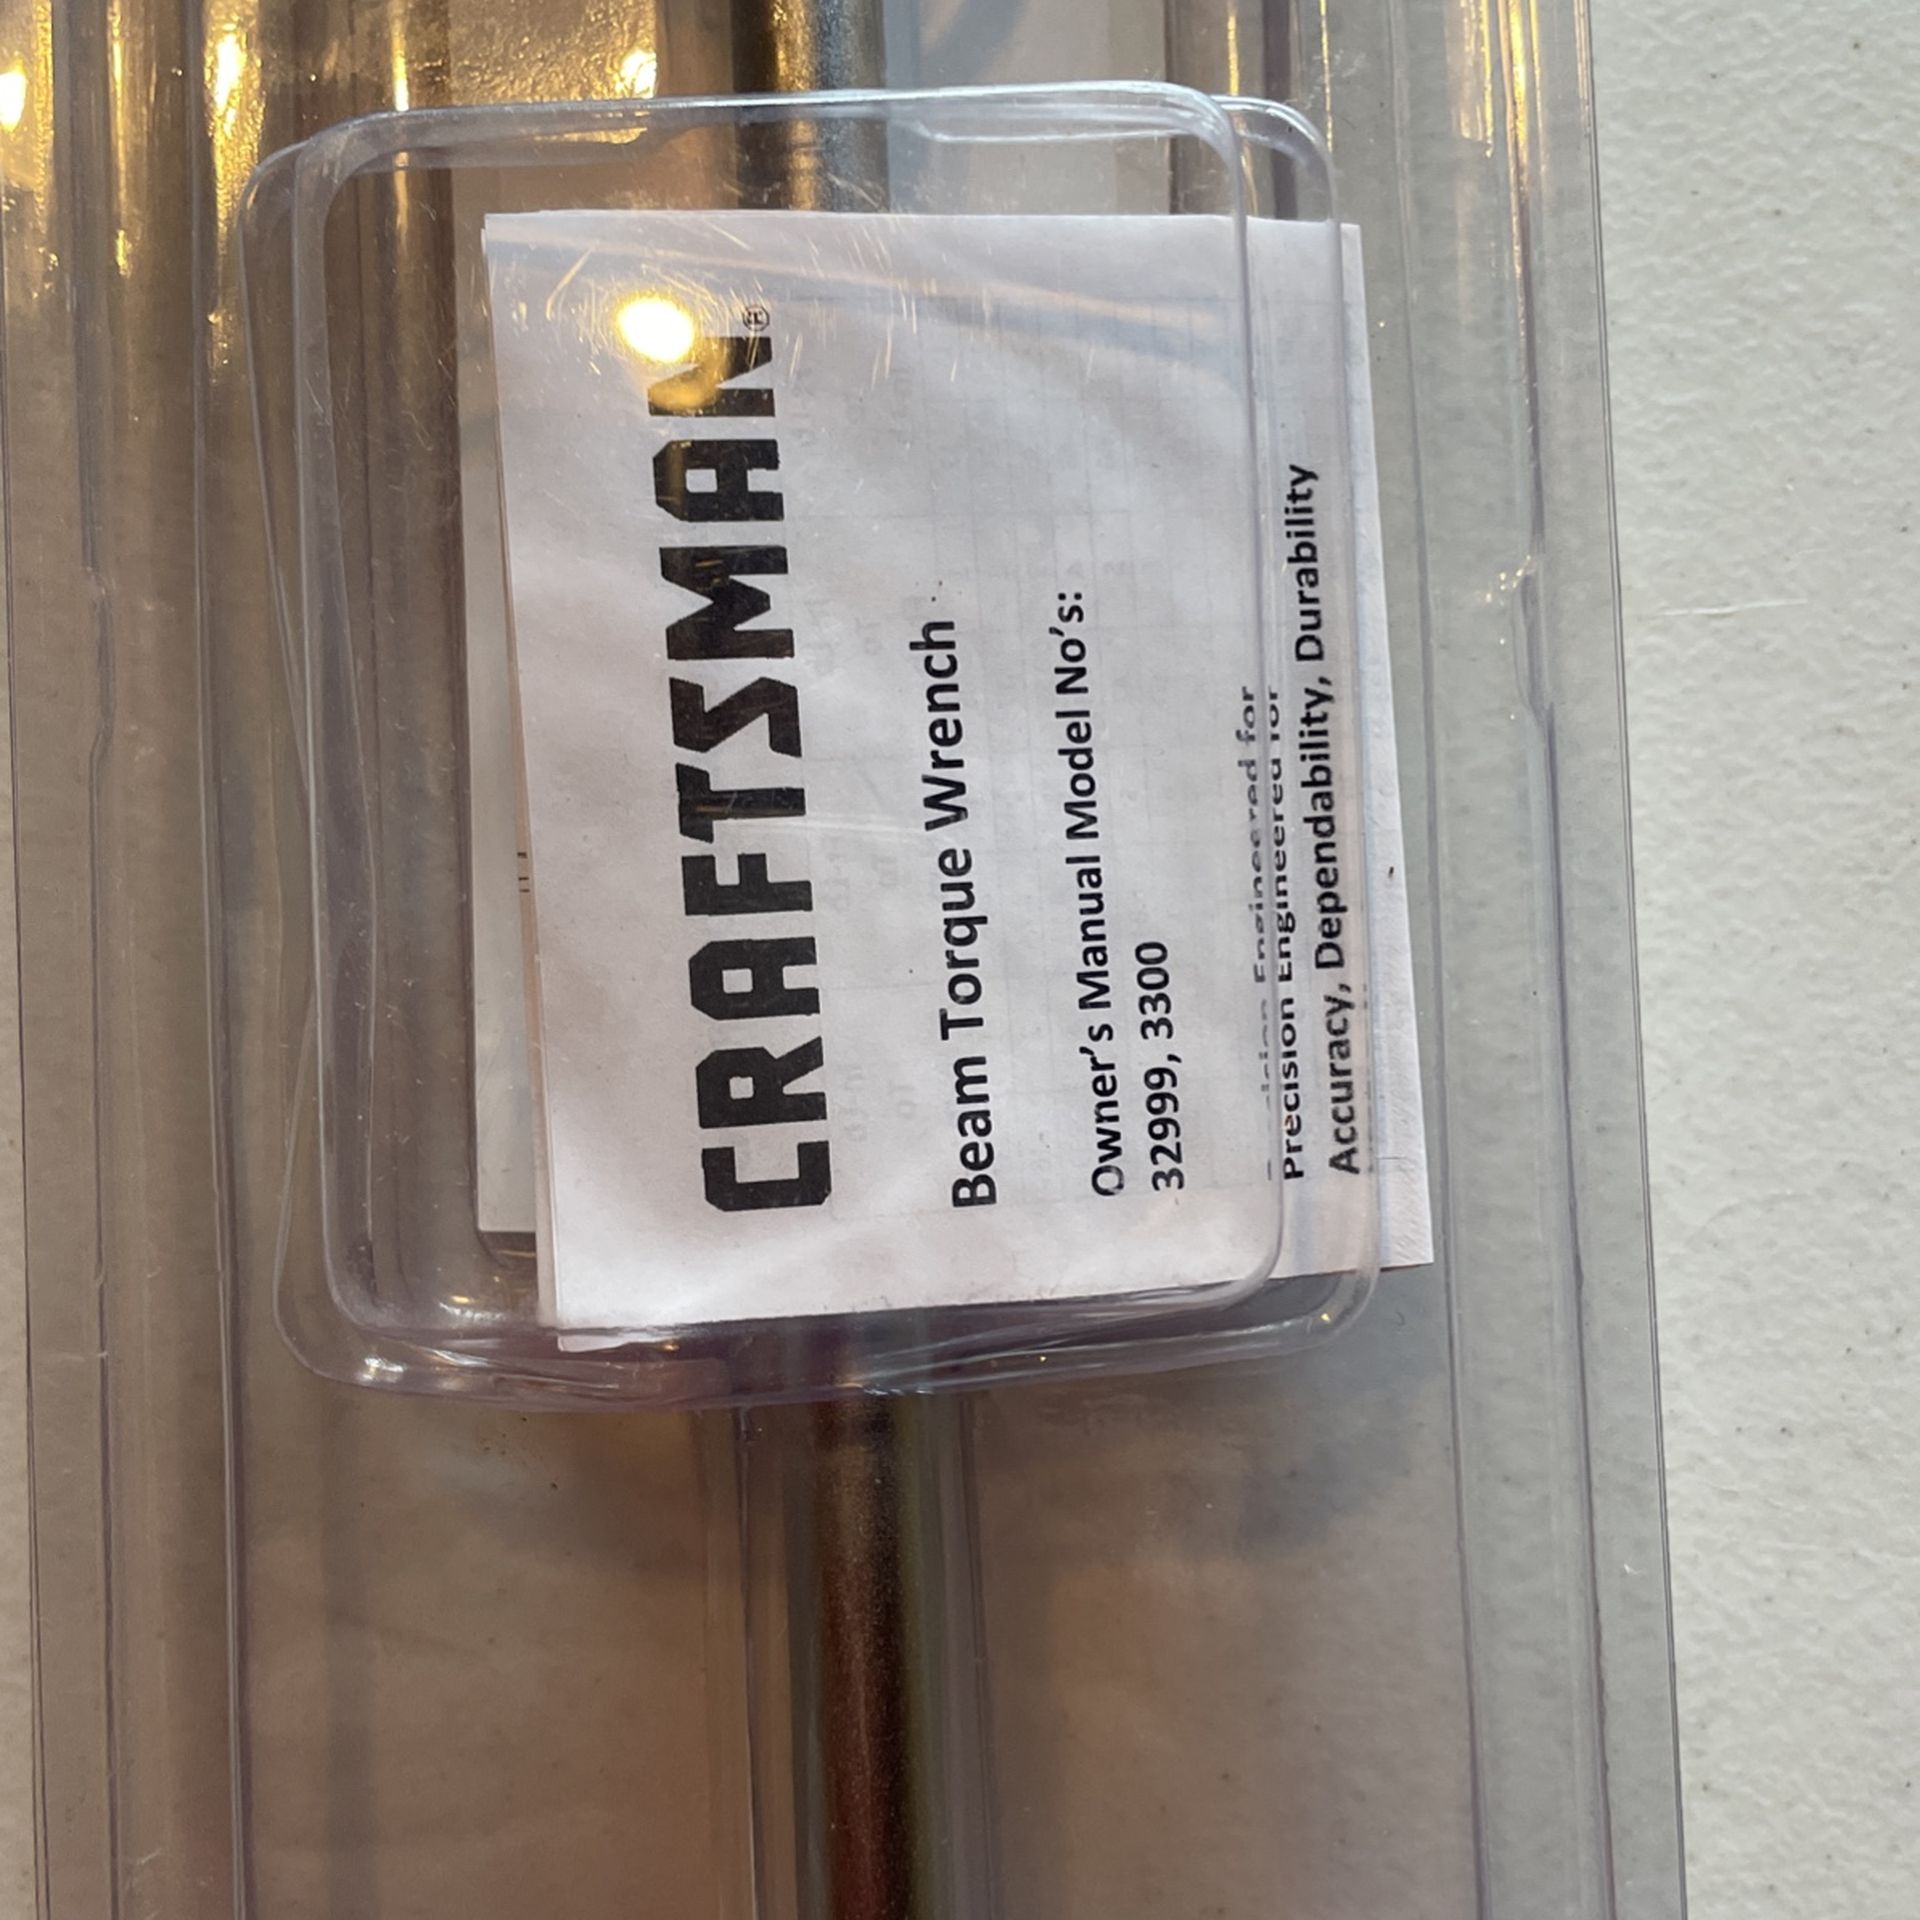 CRAFTSMAN®
Beam Torque Wrench
Owner's Manual Model No's:
32999, 3300
Precision Engineered for
Accuracy, Dependability, Durability